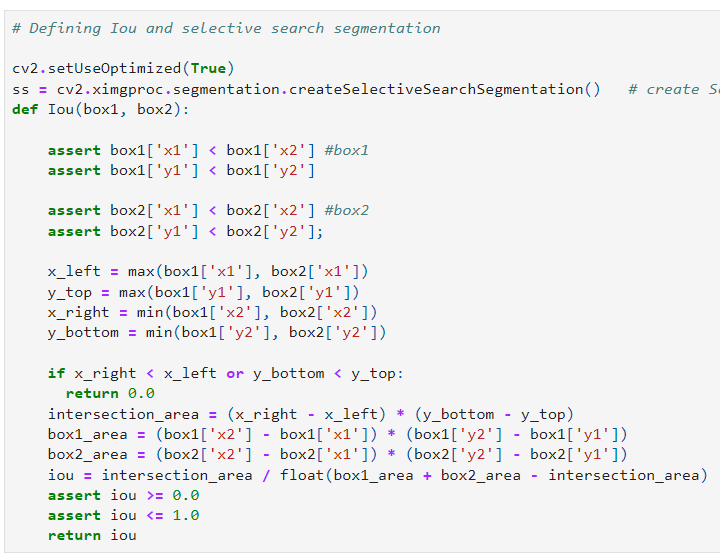 # Defining Iou and selective search segmentation
cv2.setUseOptimized(True)
ss = cv2.ximgproc.segmentation.createSelectiveSearchSegmentation()   # create
def Iou(box1, box2):
    assert box1['x1'] < box1['x2'] #box1
    assert box1['y1'] < box1['y2']
    assert box2['x1'] < box2['x2'] #box2
    assert box2['y1'] < box2['y2'];
    x_left = max(box1['x1'], box2['x1'])
    y_top = max(box1['y1'], box2['y1'])
    x_right = min(box1['x2'], box2['x2'])
    y_bottom = min(box1['y2'], box2['y2'])
    if x_right < x_left or y_bottom < y_top:
      return 0.0
    intersection_area = (x_right - x_left) * (y_bottom - y_top)
    box1_area = (box1['x2'] - box1['x1']) * (box1['y2'] - box1['y1'])
    box2_area = (box2['x2'] - box2['x1']) * (box2['y2'] - box2['y1'])
    iou = intersection_area / float(box1_area + box2_area - intersection_area)
    assert iou >= 0.0
    assert iou <= 1.0
    return iou